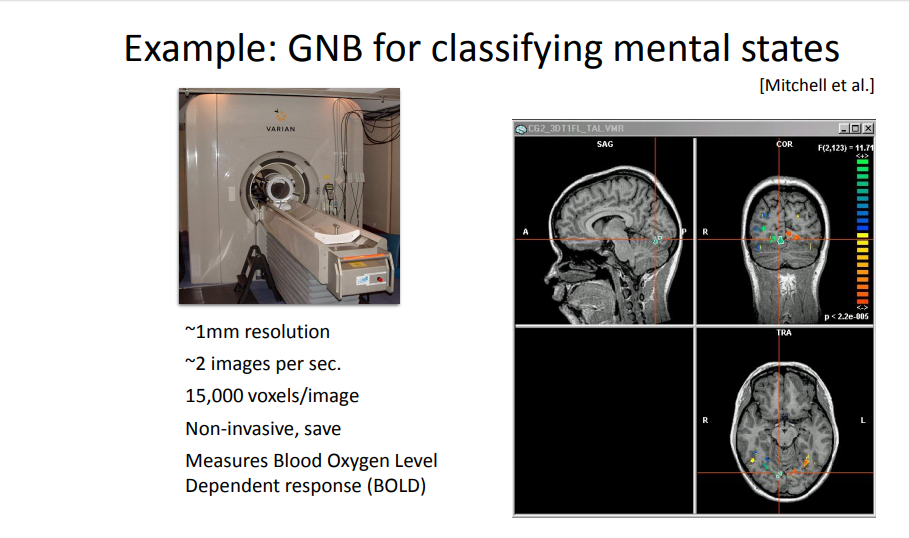 Example: GNB for classifying mental states
[Mitchell et al.]
VARIAN
~1mm resolution
~2 images per sec.
15,000 voxels/image
Non-invasive, save
Measures Blood Oxygen Level
Dependent response (BOLD)
CG2_3DT1FL_TAL.VMR
SAG
A
P
COR
R
F(2,123) = 11.71
<+>
<->
p < 2.2e-005
TRA
R
L